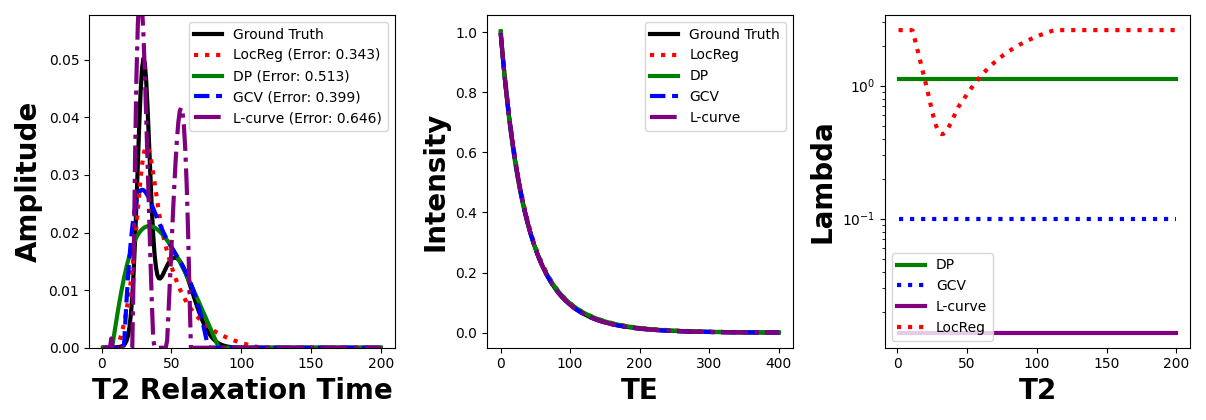 Amplitude
0.05
0.04
0.03
0.02
0.01
0.00
0
50
100
150
200
T2 Relaxation Time
Ground Truth
LocReg (Error: 0.343)
DP (Error: 0.513)
GCV (Error: 0.399)
L-curve (Error: 0.646)
Intensity
1.0
0.8
0.6
0.4
0.2
0.0
0
100
200
300
400
TE
Ground Truth
LocReg
DP
GCV
L-curve
Lambda
10⁰
10⁻¹
0
50
100
150
200
T2
DP
GCV
L-curve
LocReg